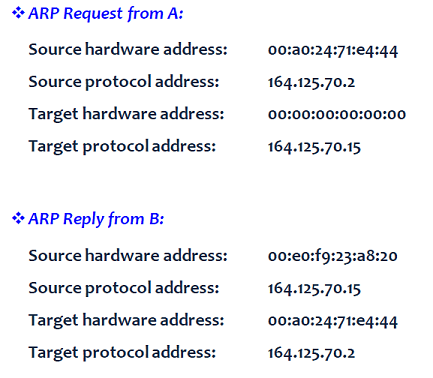 ❖ ARP Request from A:
Source hardware address: 00:a0:24:71:e4:44
Source protocol address: 164.125.70.2
Target hardware address: 00:00:00:00:00:00
Target protocol address: 164.125.70.15
❖ ARP Reply from B:
Source hardware address: 00:e0:f9:23:a8:20
Source protocol address: 164.125.70.15
Target hardware address: 00:a0:24:71:e4:44
Target protocol address: 164.125.70.2